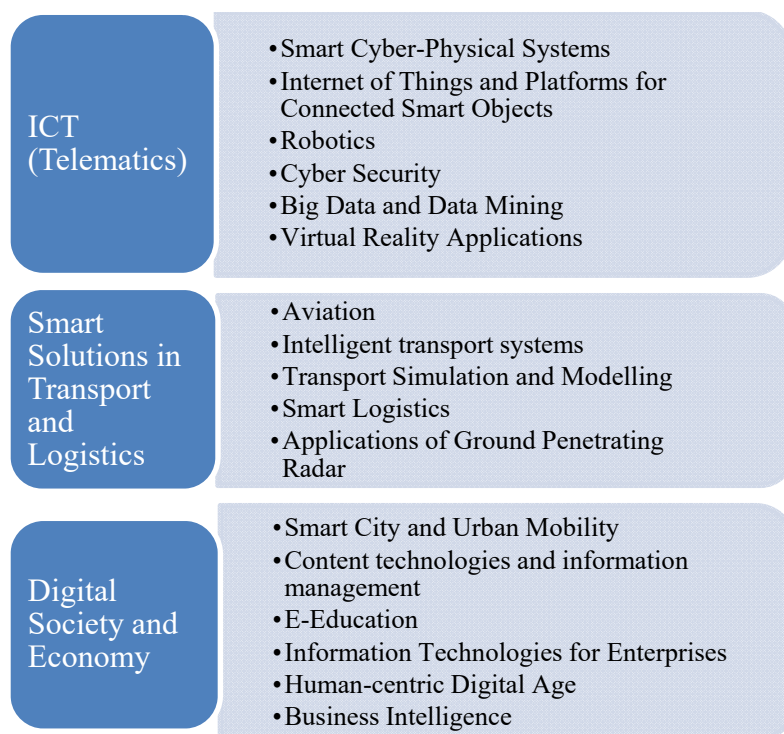 ICT
(Telematics)
•Smart Cyber-Physical Systems
•Internet of Things and Platforms for
Connected Smart Objects
•Robotics
•Cyber Security
•Big Data and Data Mining
•Virtual Reality Applications
Smart
Solutions in
Transport
and
Logistics
•Aviation
•Intelligent transport systems
•Transport Simulation and Modelling
•Smart Logistics
•Applications of Ground Penetrating
Radar
Digital
Society and
Economy
•Smart City and Urban Mobility
•Content technologies and information
management
•E-Education
•Information Technologies for Enterprises
•Human-centric Digital Age
•Business Intelligence